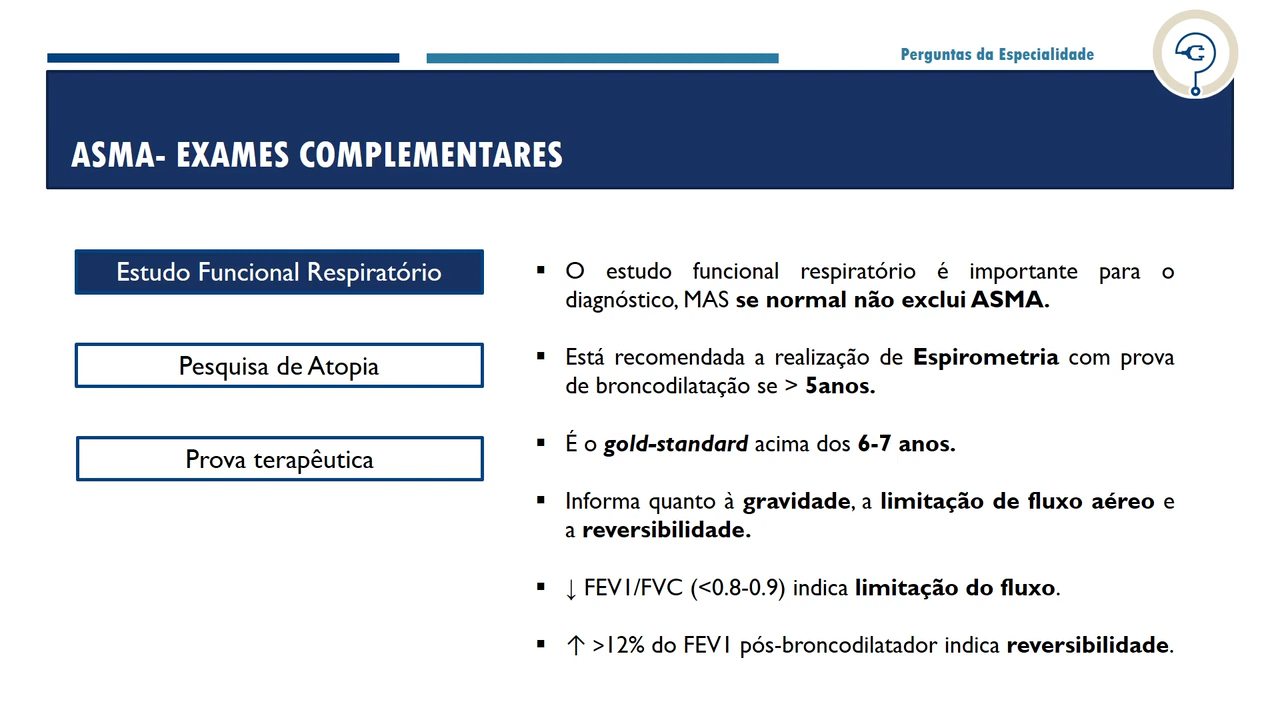 Perguntas da Especialidade
G
ASMA- EXAMES COMPLEMENTARES
Estudo Funcional Respiratório
Pesquisa de Atopia
Prova terapêutica
▪ O estudo funcional respiratório é importante para o
diagnóstico, MAS se normal não exclui ASMA.
▪ Está recomendada a realização de Espirometria com prova
de broncodilatação se > 5anos.
▪ É o gold-standard acima dos 6-7 anos.
▪ Informa quanto à gravidade, a limitação de fluxo aéreo e
a reversibilidade.
▪ ↓ FEV1/FVC (<0.8-0.9) indica limitação do fluxo.
▪ ↑ >12% do FEV1 pós-broncodilatador indica reversibilidade.